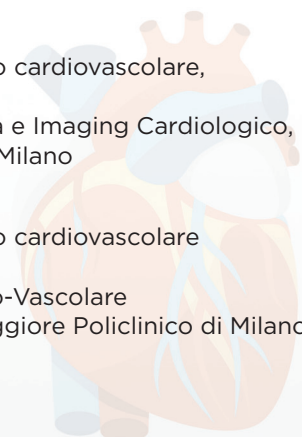 o cardiovascolare,
a e Imaging Cardiologico,
Milano
o cardiovascolare
o-Vascolare
ggiore Policlinico di Milano